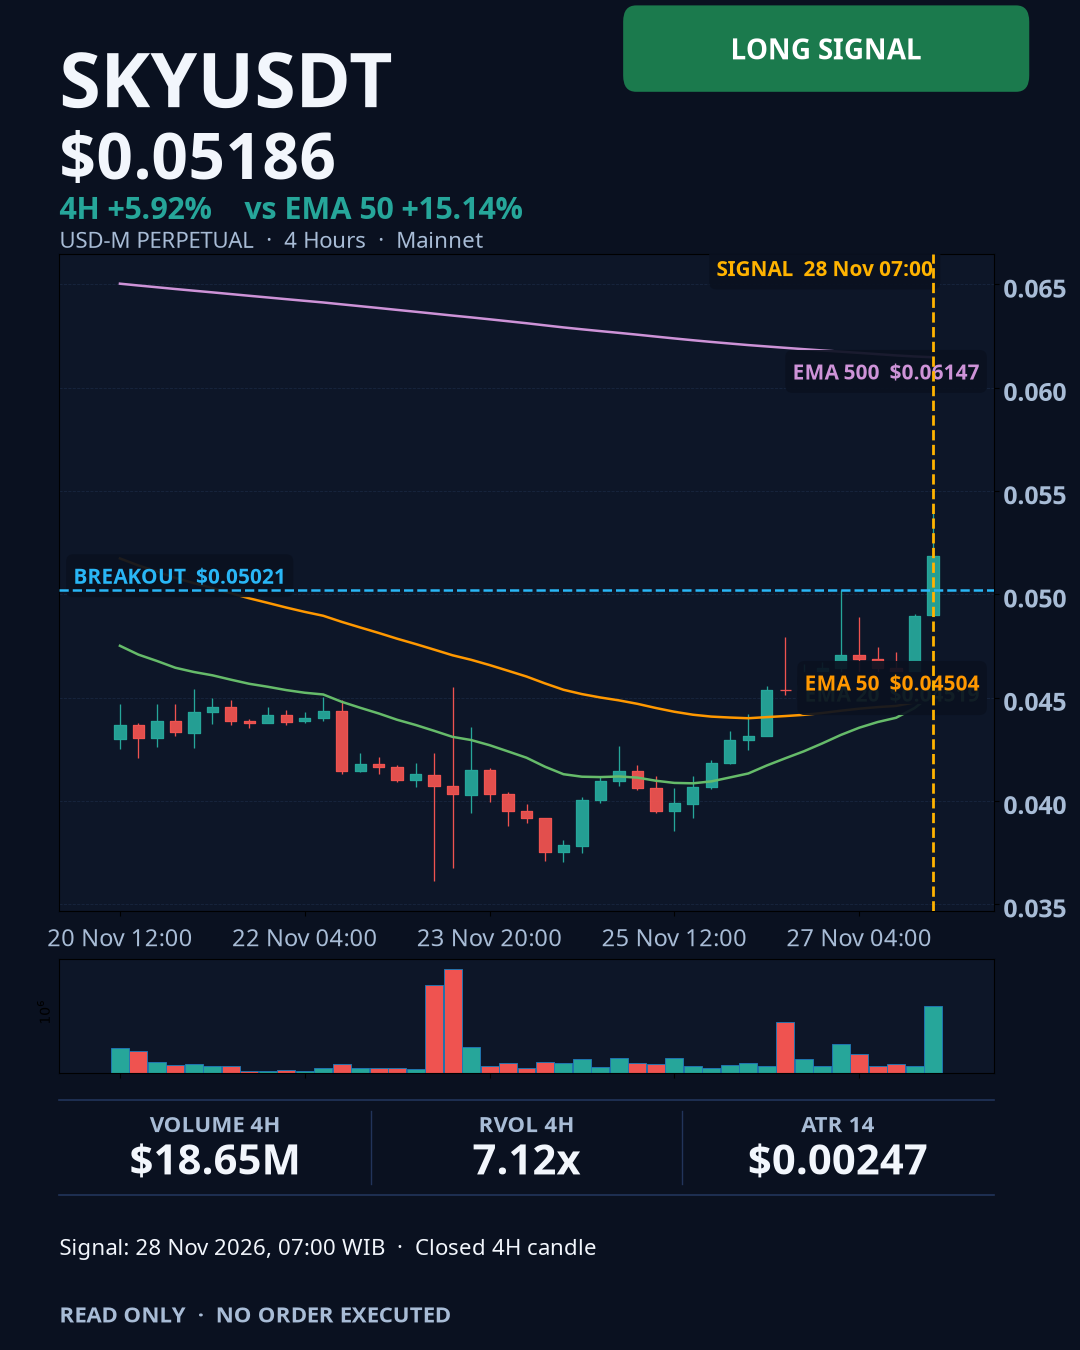 LONG SIGNAL
SKYUSDT
$0.05186
4H +5.92% vs EMA 50 +15.14%
USD-M PERPETUAL · 4 Hours · Mainnet
SIGNAL 28 Nov 07:00
0.065
EMA 500 $0.06147
0.060
0.055
BREAKOUT $0.05021
0.050
EMA 50 $0.04504
0.045
0.040
0.035
20 Nov 12:00
22 Nov 04:00
23 Nov 20:00
25 Nov 12:00
27 Nov 04:00
10⁶
VOLUME 4H
$18.65M
RVOL 4H
7.12x
ATR 14
$0.00247
Signal: 28 Nov 2026, 07:00 WIB · Closed 4H candle
READ ONLY · NO ORDER EXECUTED